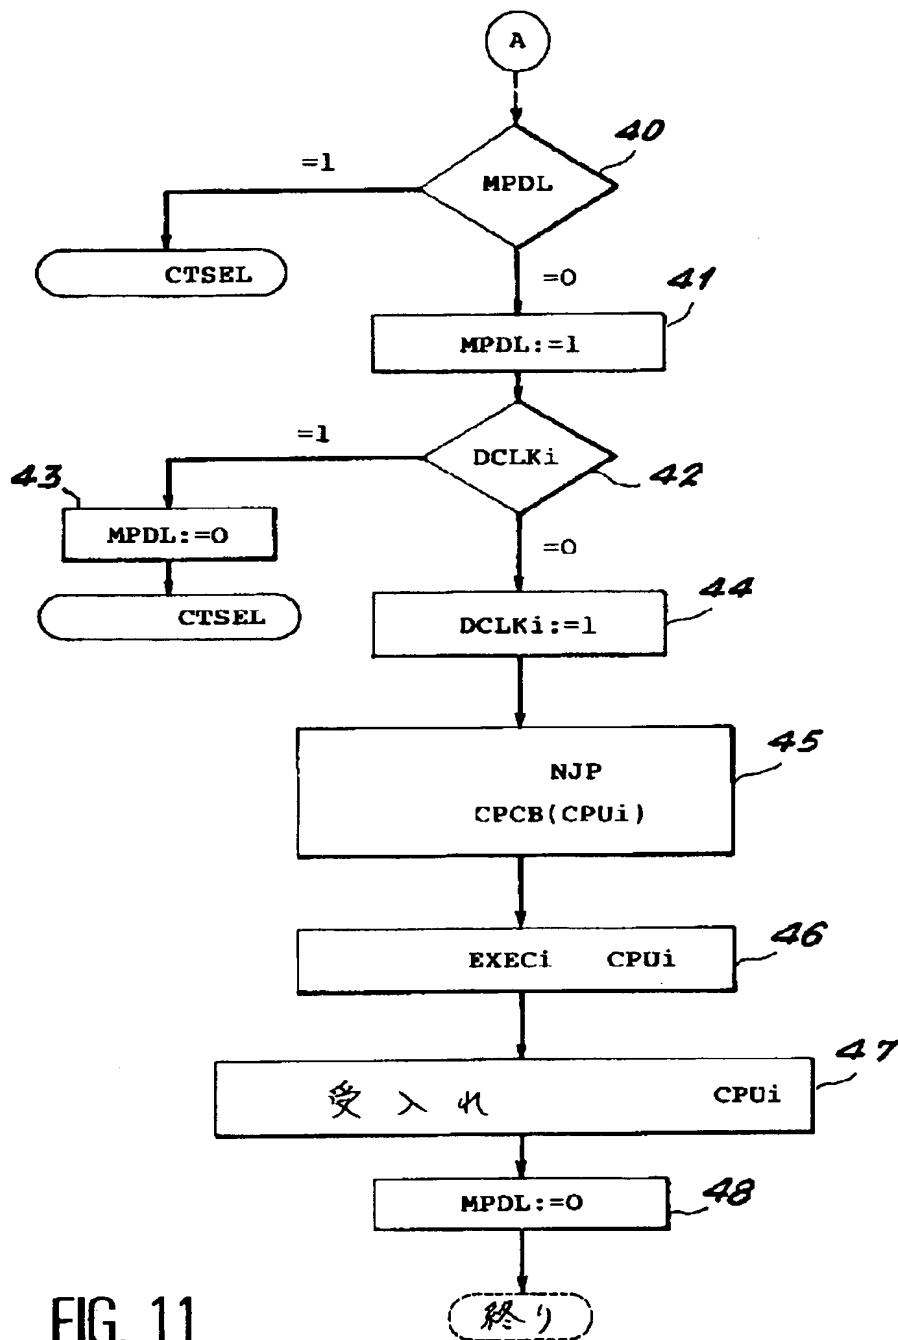 A
40
MPDL
=1
CTSEL
=0
41
MPDL:=1
=1
DCLKi
42
43
MPDL:=0
=0
CTSEL
44
DCLKi:=1
45
NJP
CPCB(CPUi)
46
EXECi CPUi
47
受入れ CPUi
48
MPDL:=0
終り
FIG. 11